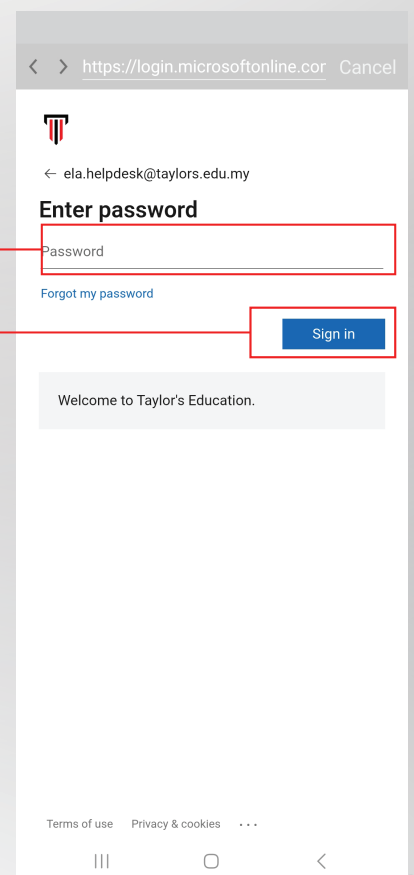 https://login.microsoftonline.cor Cancel
ela.helpdesk@taylors.edu.my
Enter password
Password
Forgot my password
Sign in
Welcome to Taylor's Education.
Terms of use Privacy & cookies ...